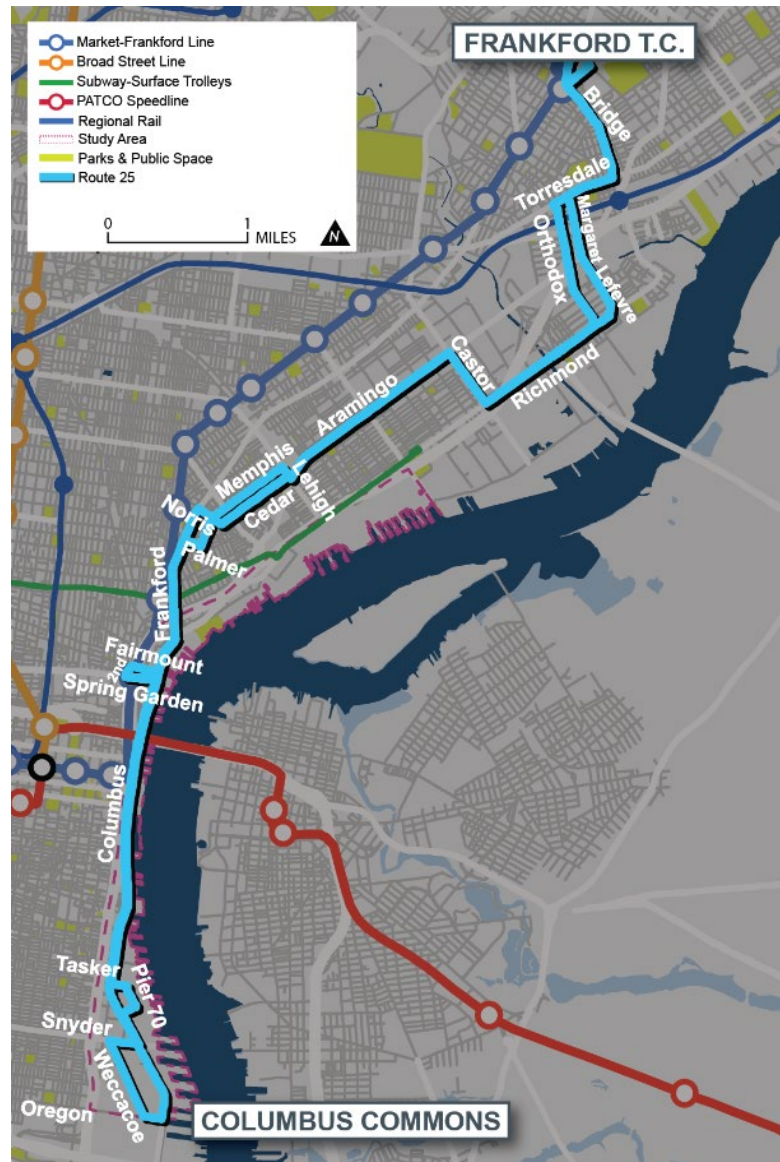 FRANKFORD T.C.
Market-Frankford Line
Broad Street Line
Subway-Surface Trolleys
PATCO Speedline
Regional Rail
Study Area
Parks & Public Space
Route 25
0 1
MILES N
Bridge
Torresdale
Margaret Lefevre
Orthodox
Castor
Richmond
Aramingo
Memphis
Lehigh
Cedar
Norris
Palmer
Frankford
Fairmount
2nd
Spring Garden
Columbus
Tasker
Pier 70
Snyder
Weccacoe
Oregon
COLUMBUS COMMONS